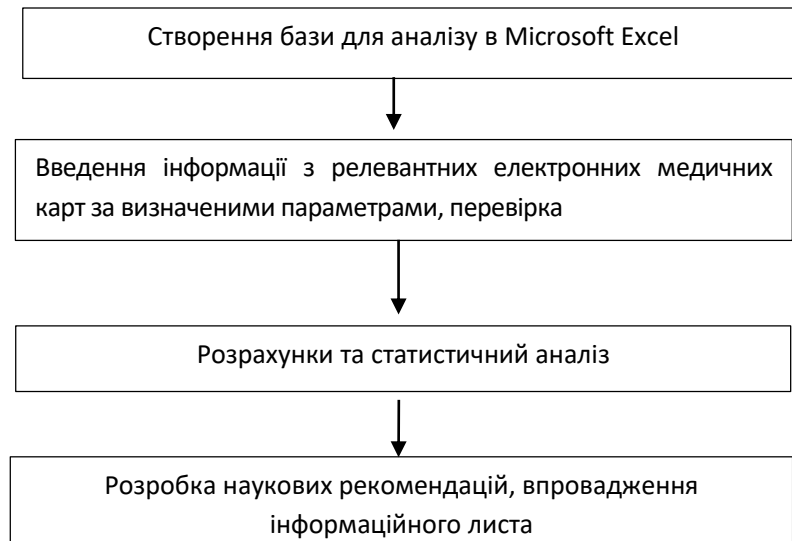 Створення бази для аналізу в Microsoft Excel
Введення інформації з релевантних електронних медичних
карт за визначеними параметрами, перевірка
Розрахунки та статистичний аналіз
Розробка наукових рекомендацій, впровадження
інформаційного листа